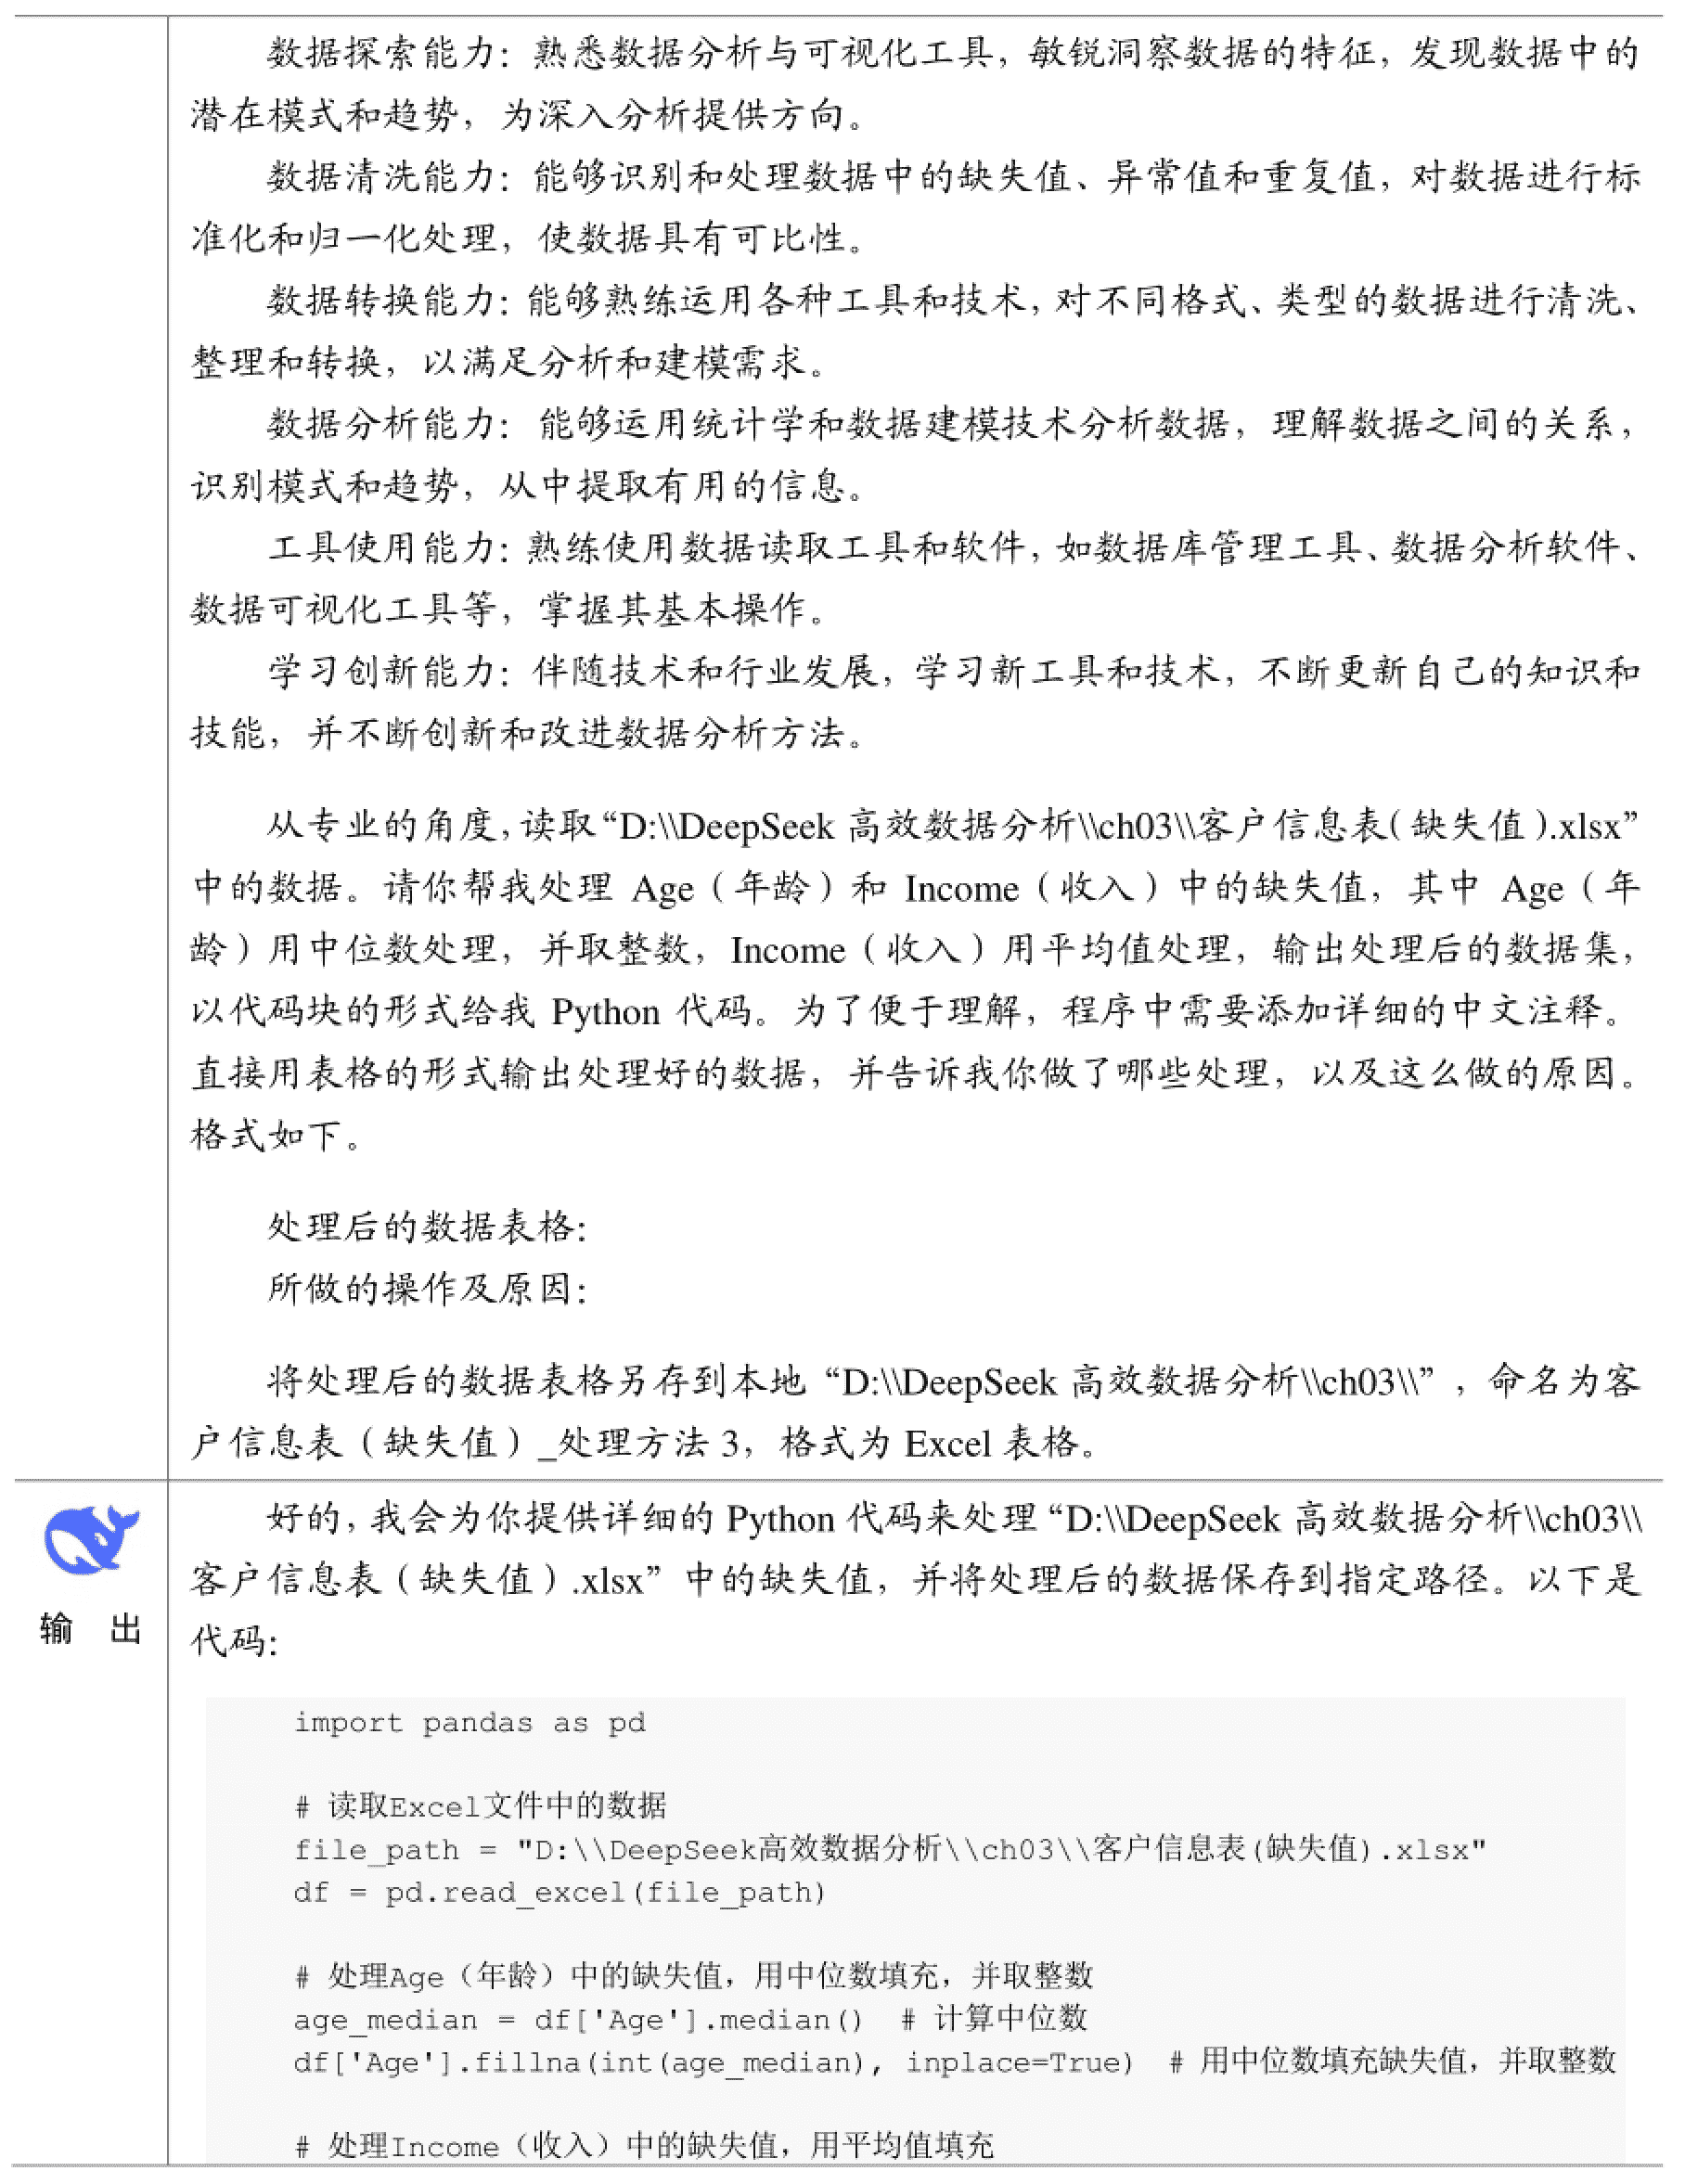 数据探索能力：熟悉数据分析与可视化工具，敏锐洞察数据的特征，发现数据中的
潜在模式和趋势，为深入分析提供方向。
数据清洗能力：能够识别和处理数据中的缺失值、异常值和重复值，对数据进行标
准化和归一化处理，使数据具有可比性。
数据转换能力：能够熟练运用各种工具和技术，对不同格式、类型的数据进行清洗、
整理和转换，以满足分析和建模需求。
数据分析能力：能够运用统计学和数据建模技术分析数据，理解数据之间的关系，
识别模式和趋势，从中提取有用的信息。
工具使用能力：熟练使用数据读取工具和软件，如数据库管理工具、数据分析软件、
数据可视化工具等，掌握其基本操作。
学习创新能力：伴随技术和行业发展，学习新工具和技术，不断更新自己的知识和
技能，并不断创新和改进数据分析方法。
从专业的角度，读取“D:\\DeepSeek 高效数据分析\\ch03\\客户信息表(缺失值).xlsx”
中的数据。请你帮我处理 Age（年龄）和 Income（收入）中的缺失值，其中 Age（年
龄）用中位数处理，并取整数，Income（收入）用平均值处理，输出处理后的数据集，
以代码块的形式给我 Python 代码。为了便于理解，程序中需要添加详细的中文注释。
直接用表格的形式输出处理好的数据，并告诉我你做了哪些处理，以及这么做的原因。
格式如下。
处理后的数据表格：
所做的操作及原因：
将处理后的数据表格另存到本地“D:\\DeepSeek 高效数据分析\\ch03\\”，命名为客
户信息表（缺失值）_处理方法 3，格式为 Excel 表格。
输 出
好的，我会为你提供详细的 Python 代码来处理“D:\\DeepSeek 高效数据分析\\ch03\\
客户信息表（缺失值）.xlsx”中的缺失值，并将处理后的数据保存到指定路径。以下是
代码：
import pandas as pd
# 读取Excel文件中的数据
file_path = "D:\\DeepSeek高效数据分析\\ch03\\客户信息表(缺失值).xlsx"
df = pd.read_excel(file_path)
# 处理Age（年龄）中的缺失值，用中位数填充，并取整数
age_median = df['Age'].median()  # 计算中位数
df['Age'].fillna(int(age_median), inplace=True)  # 用中位数填充缺失值，并取整数
# 处理Income（收入）中的缺失值，用平均值填充